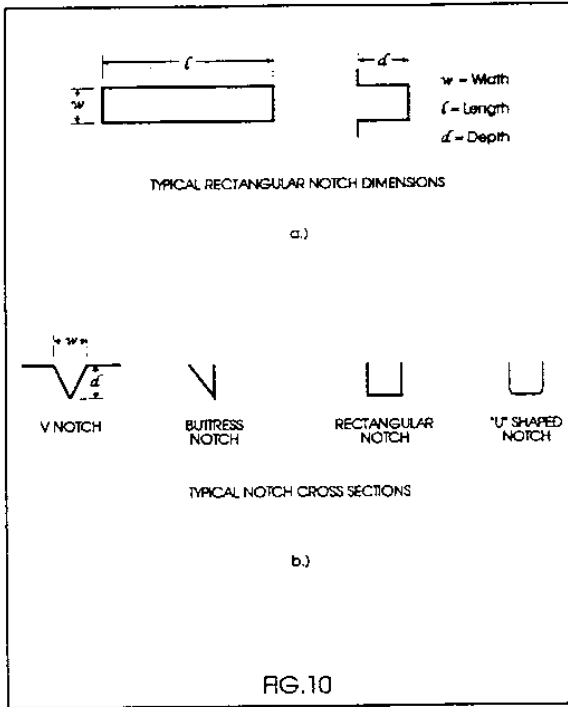 ℓ
d
w
w = Width
ℓ = Length
d = Depth
TYPICAL RECTANGULAR NOTCH DIMENSIONS
a.)
w
d
V NOTCH
BUTTRESS
NOTCH
RECTANGULAR
NOTCH
"U" SHAPED
NOTCH
TYPICAL NOTCH CROSS SECTIONS
b.)
FIG.10